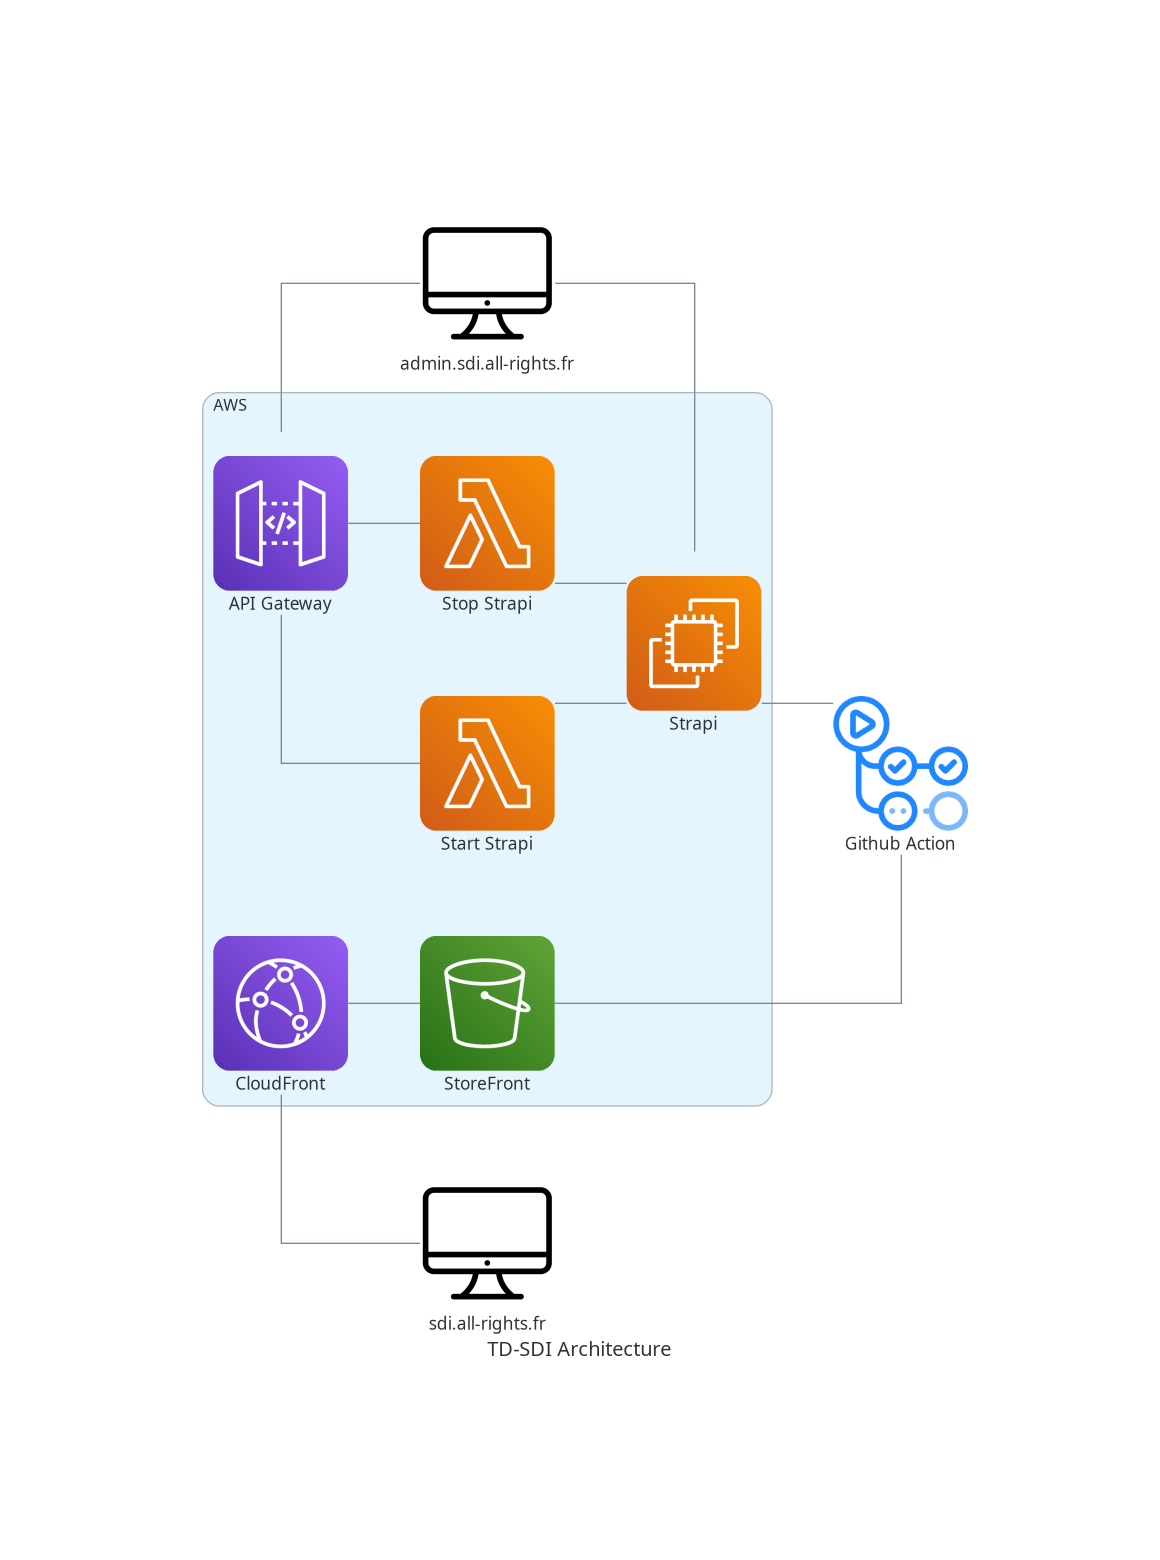 admin.sdi.all-rights.fr
AWS
API Gateway
Stop Strapi
Strapi
Start Strapi
Github Action
CloudFront
StoreFront
sdi.all-rights.fr
TD-SDI Architecture